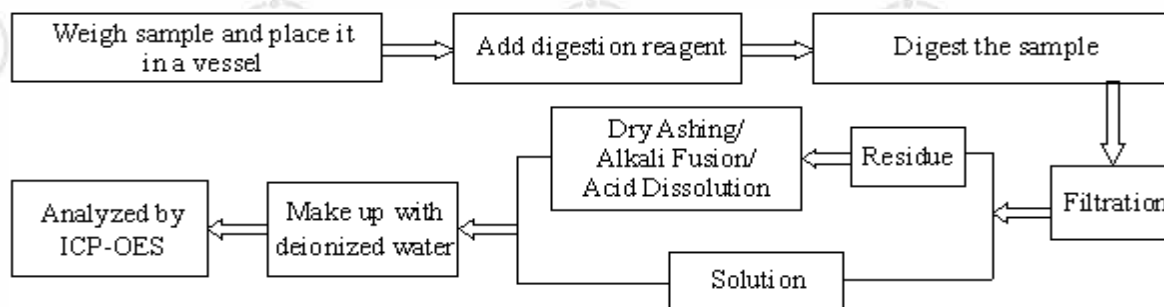 Weigh sample and place it
in a vessel
Add digestion reagent
Digest the sample
Filtration
Residue
Dry Ashing/
Alkali Fusion/
Acid Dissolution
Solution
Make up with
deionized water
Analyzed by
ICP-OES